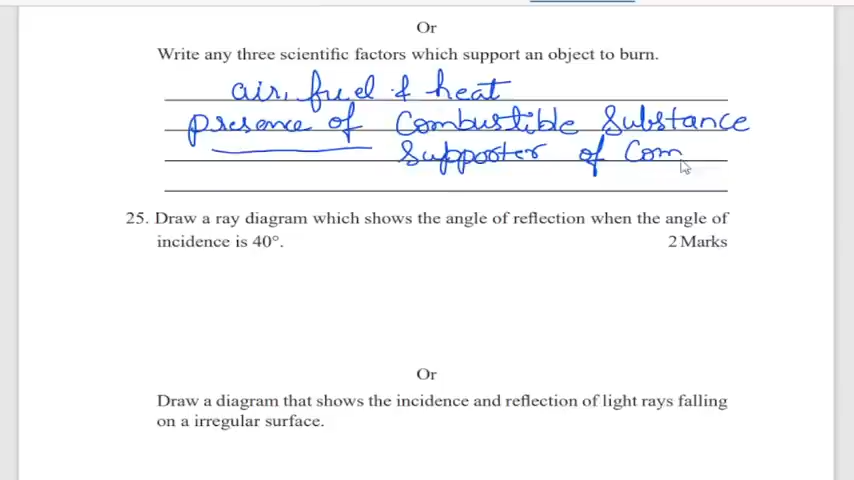 Or
Write any three scientific factors which support an object to burn.
air, fuel & heat
presence of Combustible Substance
Supporter of Com
25. Draw a ray diagram which shows the angle of reflection when the angle of
incidence is 40°. 2 Marks
Or
Draw a diagram that shows the incidence and reflection of light rays falling
on a irregular surface.